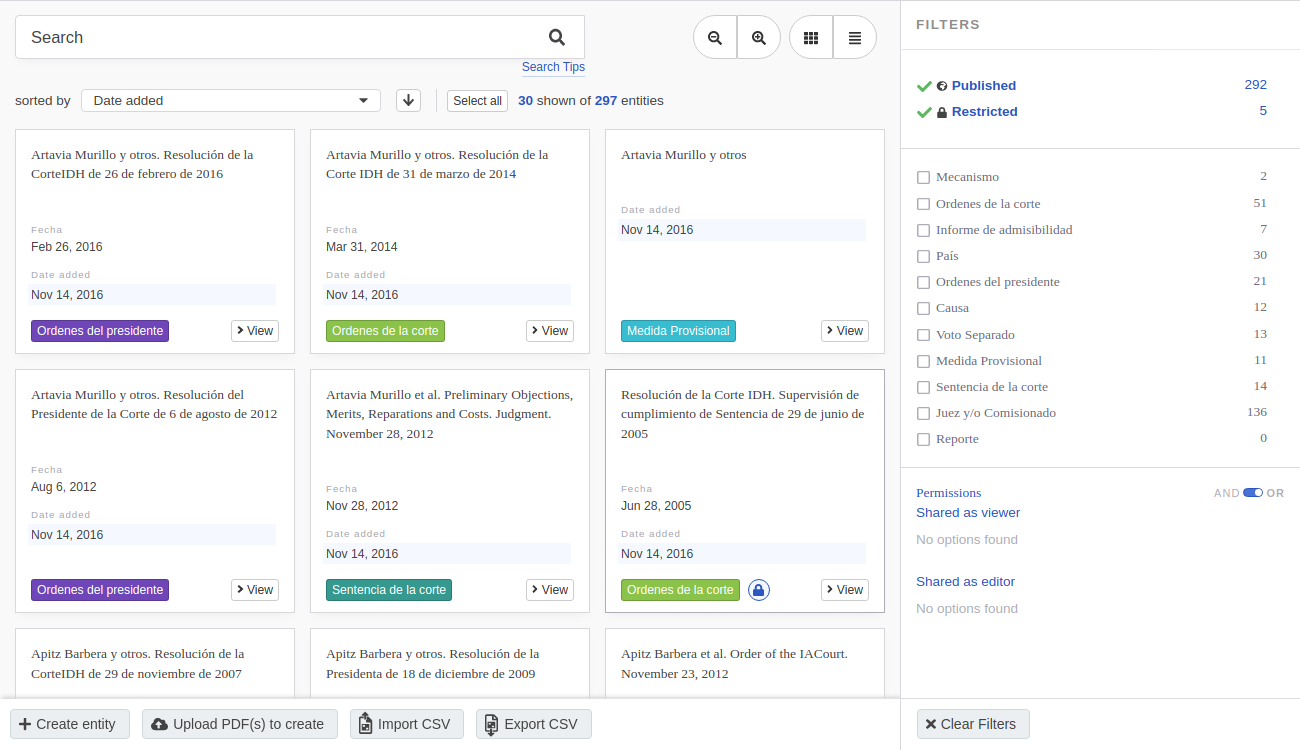 Search
Search Tips
sorted by Date added Select all 30 shown of 297 entities
Artavia Murillo y otros. Resolución de la
CorteIDH de 26 de febrero de 2016
Fecha
Feb 26, 2016
Date added
Nov 14, 2016
Ordenes del presidente View
Artavia Murillo y otros. Resolución de la
Corte IDH de 31 de marzo de 2014
Fecha
Mar 31, 2014
Date added
Nov 14, 2016
Ordenes de la corte View
Artavia Murillo y otros
Date added
Nov 14, 2016
Medida Provisional View
Artavia Murillo y otros. Resolución del
Presidente de la Corte de 6 de agosto de 2012
Fecha
Aug 6, 2012
Date added
Nov 14, 2016
Ordenes del presidente View
Artavia Murillo et al. Preliminary Objections,
Merits, Reparations and Costs. Judgment.
November 28, 2012
Fecha
Nov 28, 2012
Date added
Nov 14, 2016
Sentencia de la corte View
Resolución de la Corte IDH. Supervisión de
cumplimiento de Sentencia de 29 de junio de
2005
Fecha
Jun 28, 2005
Date added
Nov 14, 2016
Ordenes de la corte View
Apitz Barbera y otros. Resolución de la
CorteIDH de 29 de noviembre de 2007
Apitz Barbera y otros. Resolución de la
Presidenta de 18 de diciembre de 2009
Apitz Barbera et al. Order of the IACourt.
November 23, 2012
Create entity Upload PDF(s) to create Import CSV Export CSV
FILTERS
Published 292
Restricted 5
Mecanismo 2
Ordenes de la corte 51
Informe de admisibilidad 7
País 30
Ordenes del presidente 21
Causa 12
Voto Separado 13
Medida Provisional 11
Sentencia de la corte 14
Juez y/o Comisionado 136
Reporte 0
Permissions AND OR
Shared as viewer
No options found
Shared as editor
No options found
Clear Filters